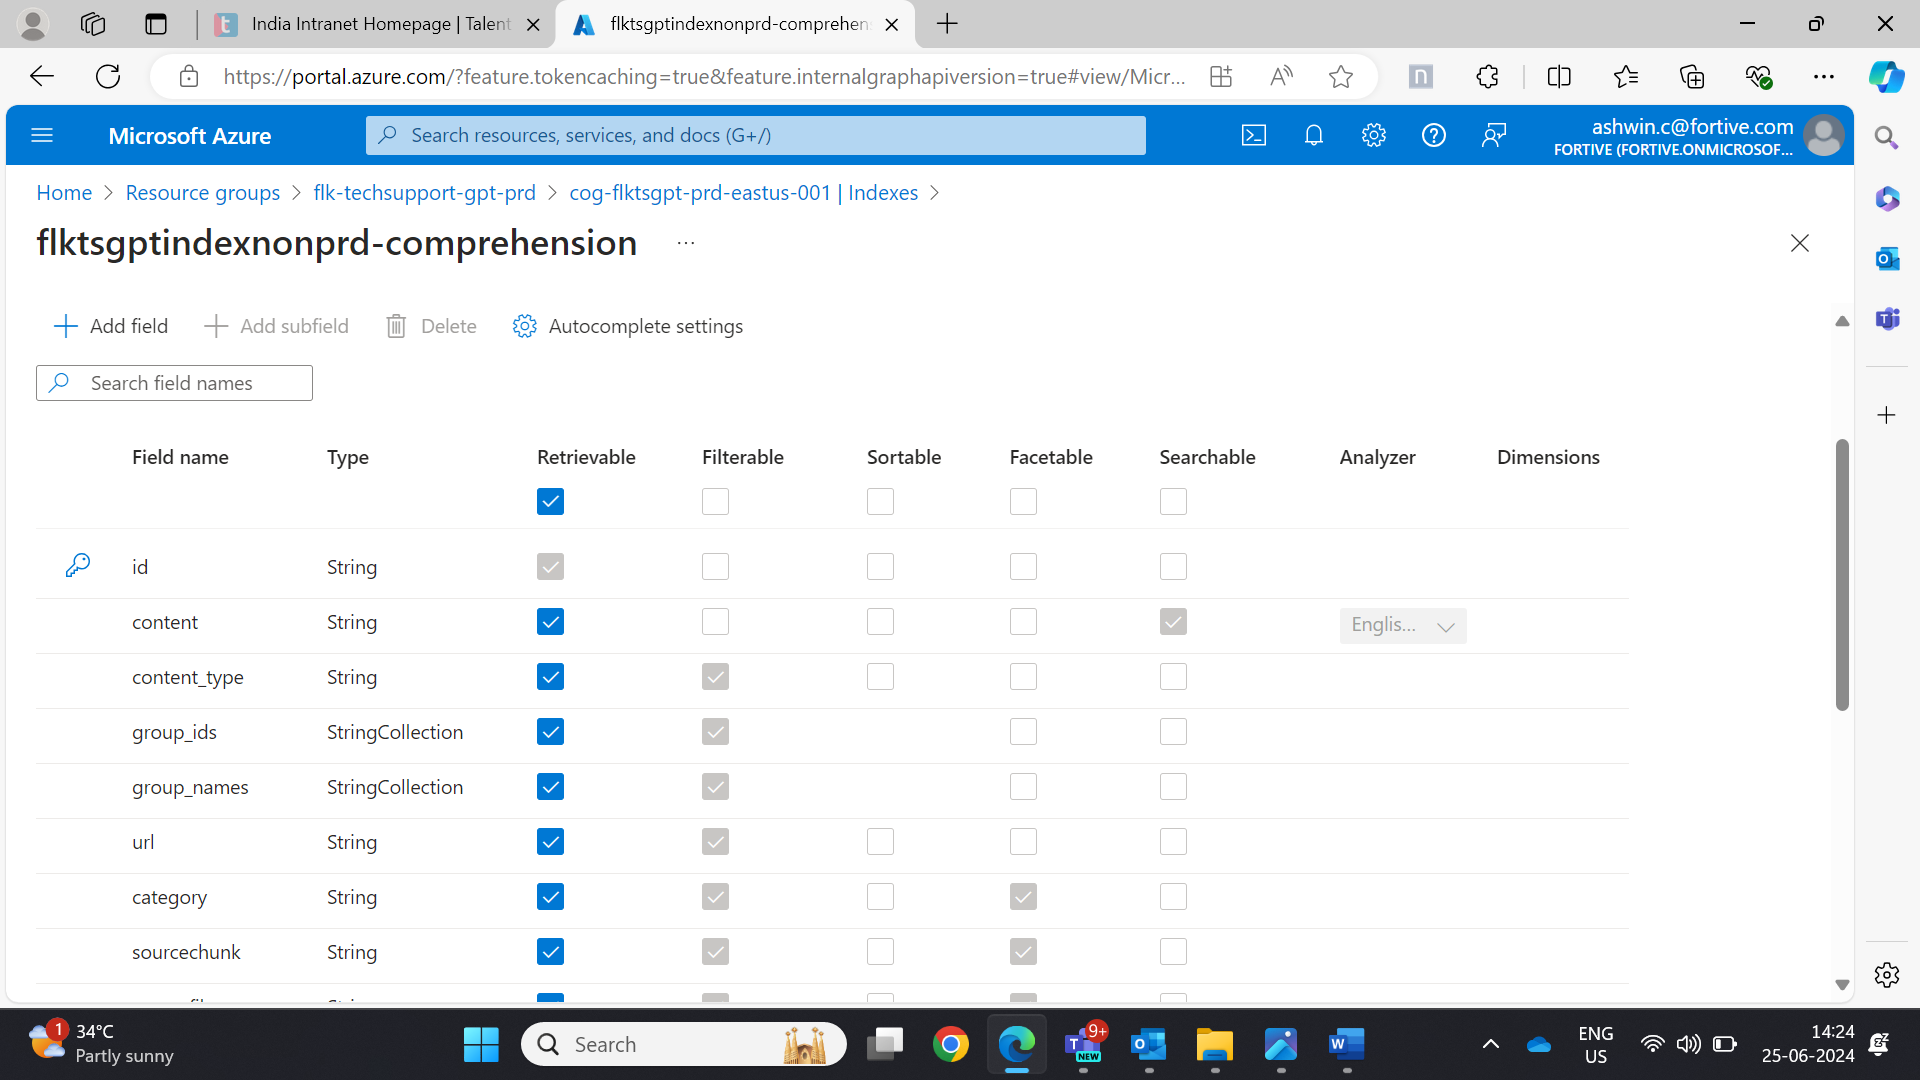 India Intranet Homepage | Talent
flktsgptindexnonprd-comprehen
https://portal.azure.com/?feature.tokencaching=true&feature.internalgraphapiversion=true#view/Micr...
Microsoft Azure
Search resources, services, and docs (G+/)
ashwin.c@fortive.com
FORTIVE (FORTIVE.ONMICROSOF...
Home > Resource groups > flk-techsupport-gpt-prd > cog-flktsgpt-prd-eastus-001 | Indexes >
flktsgptindexnonprd-comprehension ...
Add field Add subfield Delete Autocomplete settings
Search field names
Field name Type Retrievable Filterable Sortable Facetable Searchable Analyzer Dimensions
id String
content String Englis...
content_type String
group_ids StringCollection
group_names StringCollection
url String
category String
sourcechunk String
1 34°C
Partly sunny
Search
9+
NEW
ENG
US
14:24
25-06-2024